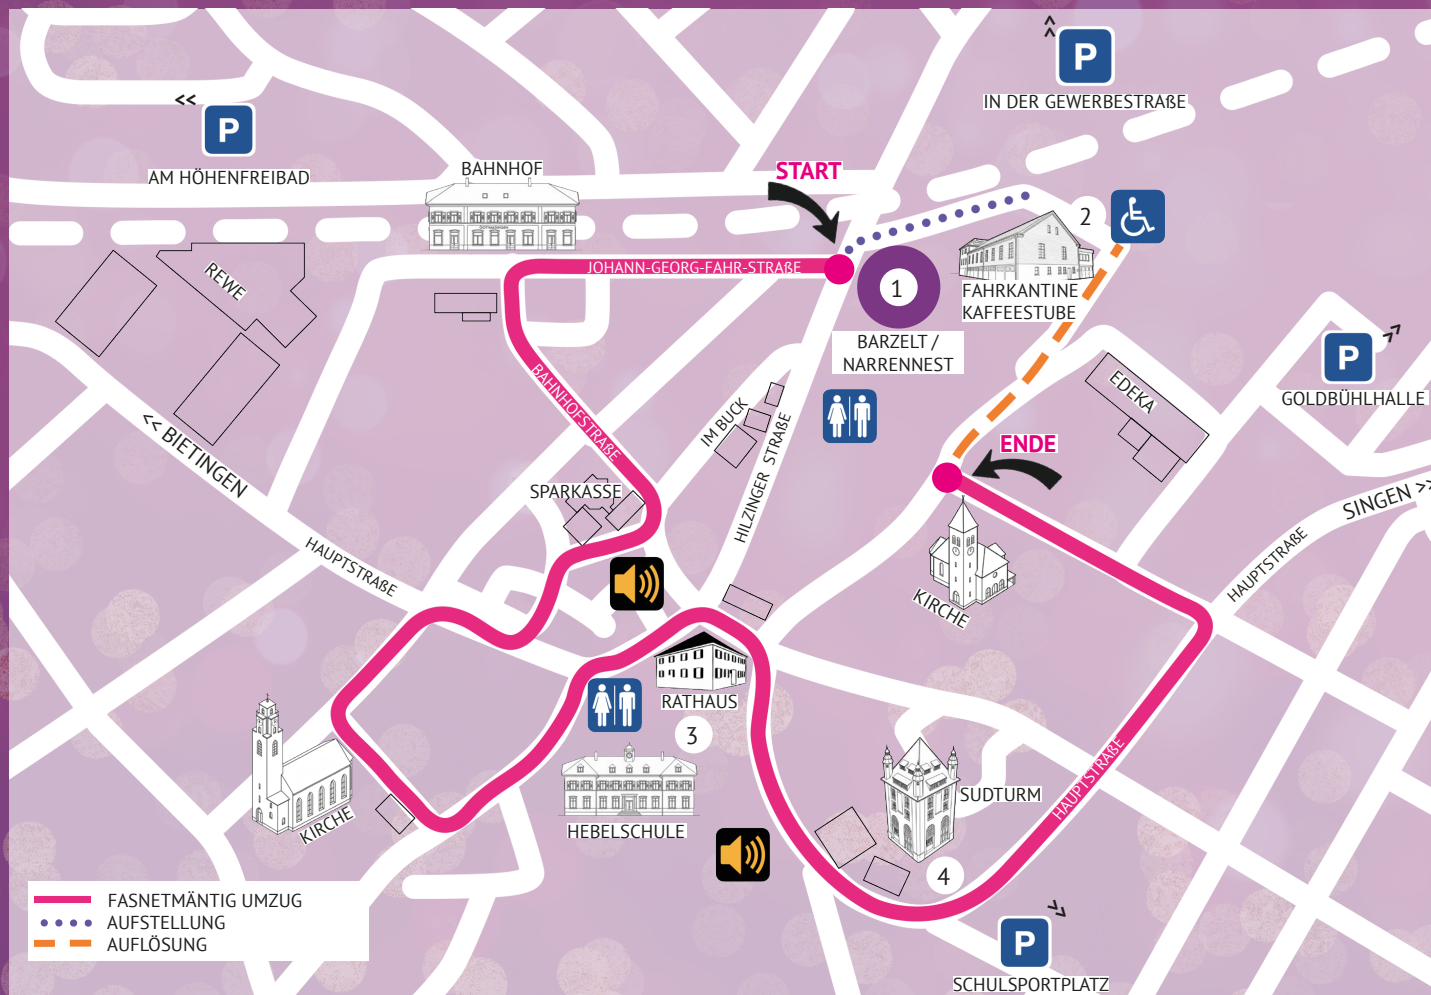 P
IN DER GEWERBESTRAßE
<<
P
AM HÖHENFREIBAD
BAHNHOF
START
2
REWE
JOHANN-GEORG-FAHR-STRAßE
1
FAHRKANTINE
KAFFEESTUBE
BARZELT /
NARRENNEST
P
GOLDBÜHLHALLE
BAHNHOFSTRAßE
EDEKA
IM BUCK
HILZINGER STRAßE
<< BIETINGEN
ENDE
SPARKASSE
SINGEN >>
HAUPTSTRAßE
HAUPTSTRAßE
KIRCHE
RATHAUS
3
HAUPTSTRAßE
SUDTURM
KIRCHE
HEBELSCHULE
4
FASNETMÄNTIG UMZUG
AUFSTELLUNG
AUFLÖSUNG
P
SCHULSPORTPLATZ